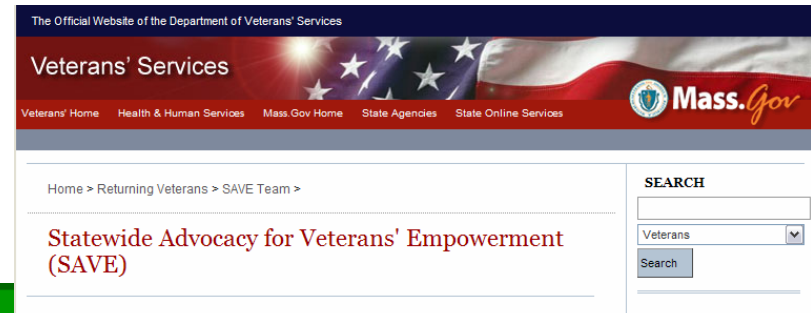 The Official Website of the Department of Veterans' Services
Veterans' Services
Mass.Gov
Veterans' Home Health & Human Services Mass.Gov Home State Agencies State Online Services
Home > Returning Veterans > SAVE Team >
SEARCH
Veterans
Search
Statewide Advocacy for Veterans' Empowerment
(SAVE)